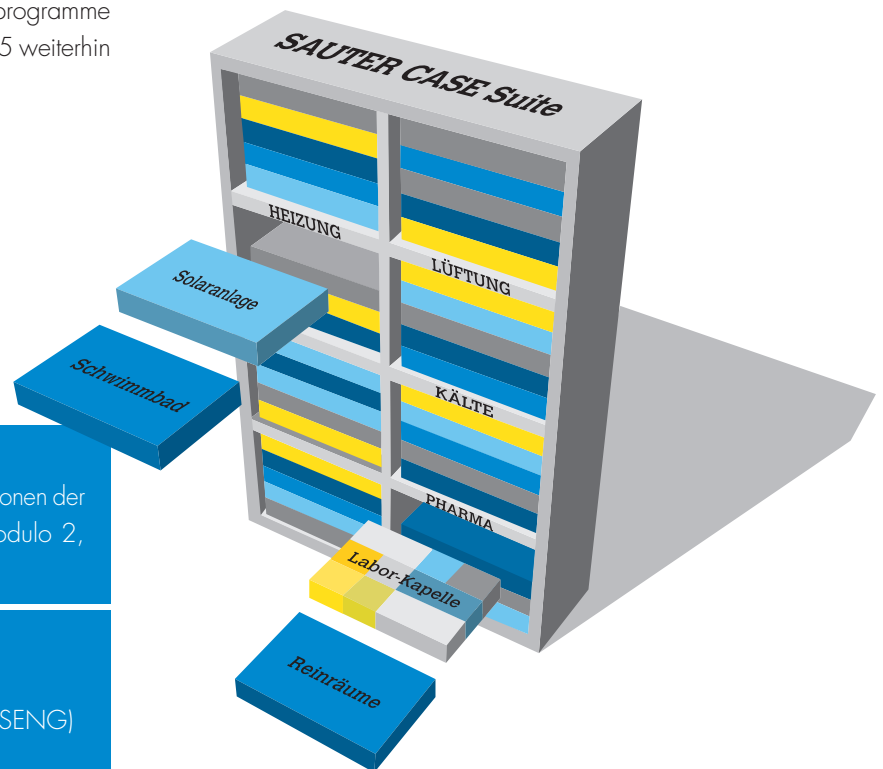 programme
5 weiterhin
SAUTER CASE Suite
HEIZUNG
LÜFTUNG
Solaranlage
Schwimmbad
KÄLTE
PHARMA
onen der
odulo 2,
Labor-Kapelle
Reinräume
SENG)